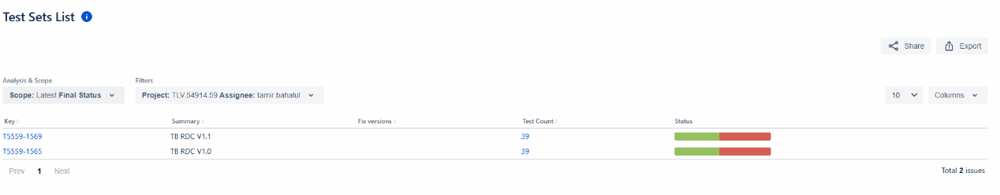 Test Sets List
Share Export
Analysis & Scope Filters
Scope: Latest Final Status Project: TLV.54914.59 Assignee: tamir bahalul 10 Columns
Key Summary Fix versions Test Count Status
T5559-1569 TB RDC V1.1 39
T5559-1565 TB RDC V1.0 39
Prev 1 Next Total 2 issues